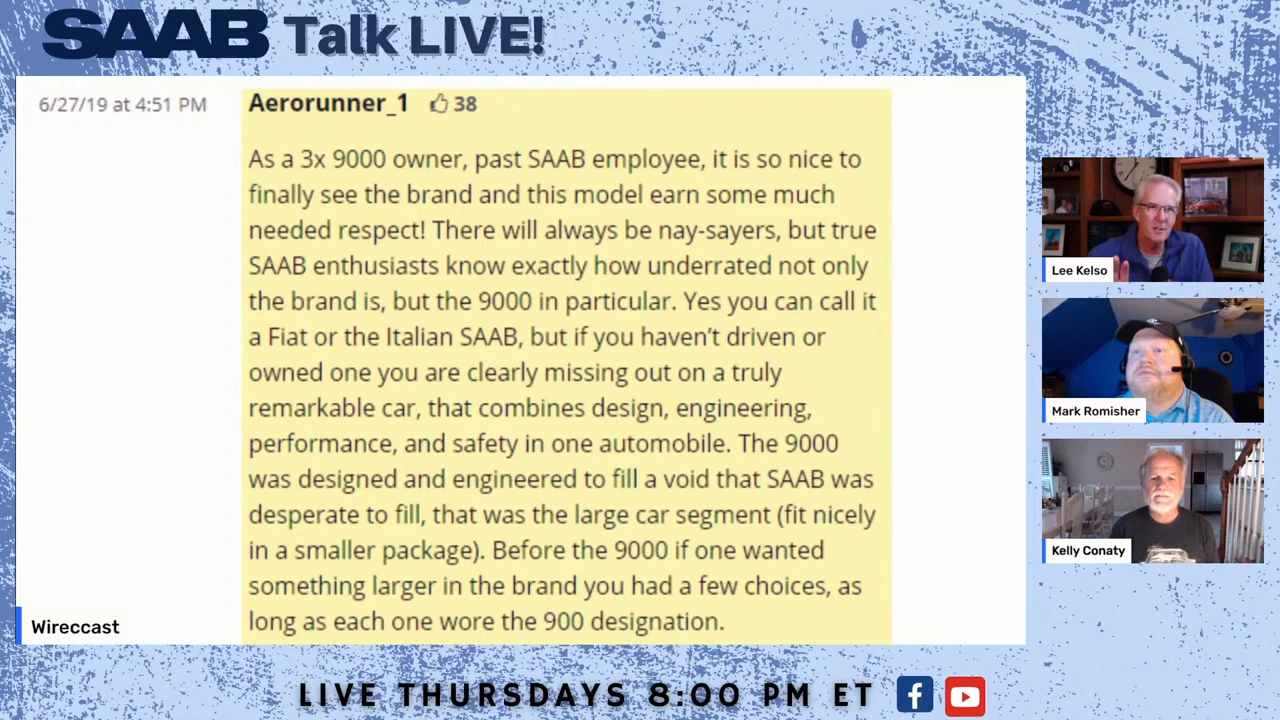 SAAB Talk LIVE!
6/27/19 at 4:51 PM
Aerorunner_1 38
As a 3x 9000 owner, past SAAB employee, it is so nice to
finally see the brand and this model earn some much
needed respect! There will always be nay-sayers, but true
SAAB enthusiasts know exactly how underrated not only
the brand is, but the 9000 in particular. Yes you can call it
a Fiat or the Italian SAAB, but if you haven't driven or
owned one you are clearly missing out on a truly
remarkable car, that combines design, engineering,
performance, and safety in one automobile. The 9000
was designed and engineered to fill a void that SAAB was
desperate to fill, that was the large car segment (fit nicely
in a smaller package). Before the 9000 if one wanted
something larger in the brand you had a few choices, as
long as each one wore the 900 designation.
Wireccast
Lee Kelso
Mark Romisher
Kelly Conaty
LIVE THURSDAYS 8:00 PM ET